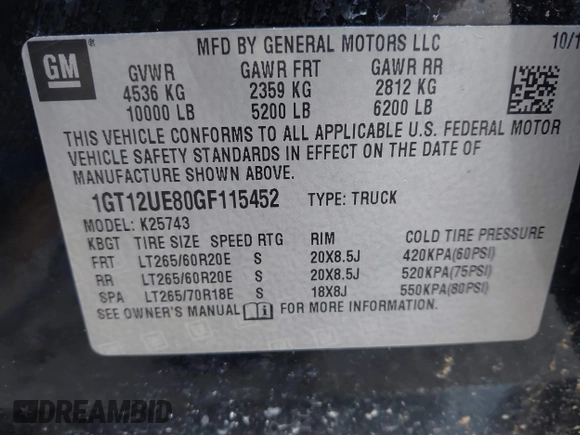 GM
MFD BY GENERAL MOTORS LLC 10/1
GVWR GAWR FRT GAWR RR
4536 KG 2359 KG 2812 KG
10000 LB 5200 LB 6200 LB
THIS VEHICLE CONFORMS TO ALL APPLICABLE U.S. FEDERAL MOTOR
VEHICLE SAFETY STANDARDS IN EFFECT ON THE DATE OF
MANUFACTURE SHOWN ABOVE.
1GT12UE80GF115452 TYPE: TRUCK
MODEL: K25743
KBGT TIRE SIZE SPEED RTG RIM COLD TIRE PRESSURE
FRT LT265/60R20E S 20X8.5J 420KPA(60PSI)
RR LT265/60R20E S 20X8.5J 520KPA(75PSI)
SPA LT265/70R18E S 18X8J 550KPA(80PSI)
SEE OWNER'S MANUAL i FOR MORE INFORMATION.
DREAMBID